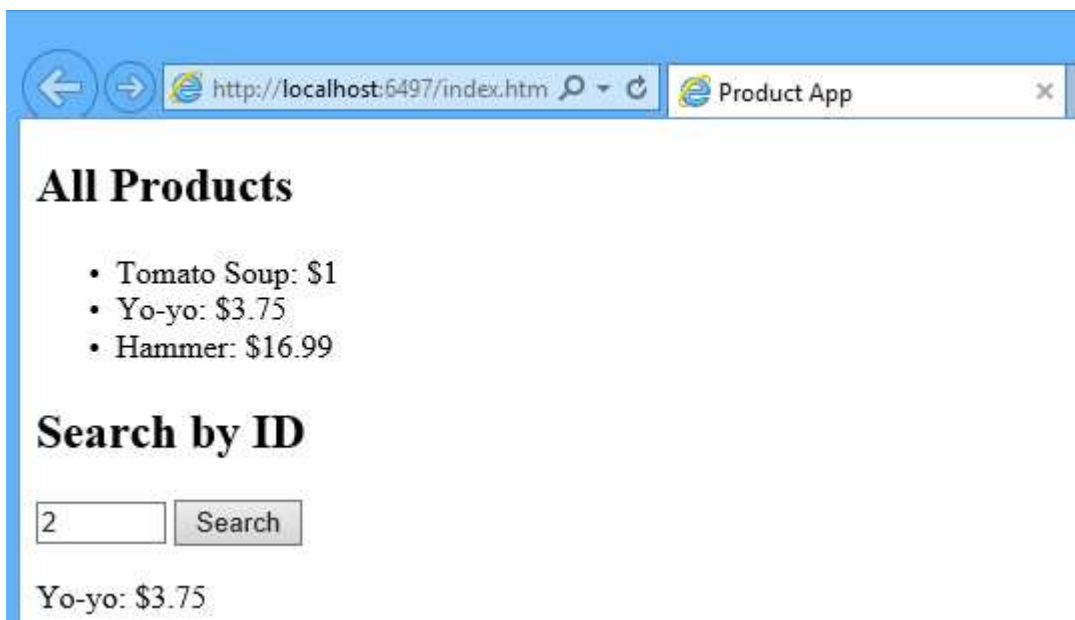 http://localhost:6497/index.htm
Product App
All Products
• Tomato Soup: $1
• Yo-yo: $3.75
• Hammer: $16.99
Search by ID
2
Search
Yo-yo: $3.75